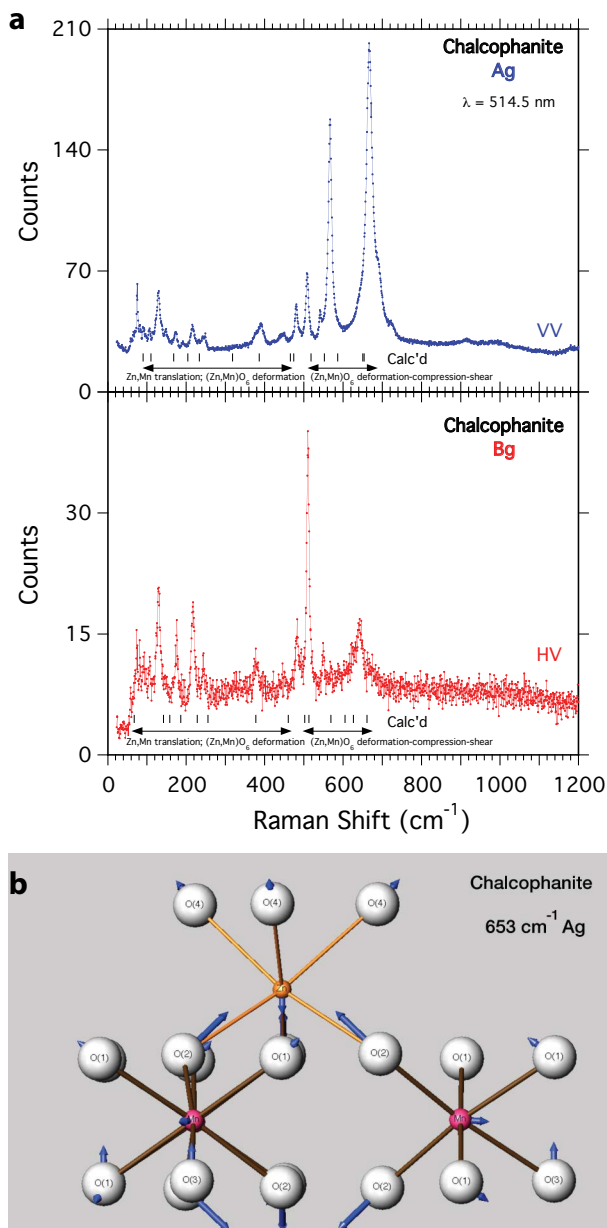 a
210
Chalcophanite
Ag
λ = 514.5 nm
140
Counts
70
VV
Calc'd
Zn,Mn translation; (Zn,Mn)O6 deformation (Zn,Mn)O6 deformation-compression-shear
0
Chalcophanite
Bg
30
Counts
15
HV
Calc'd
Zn,Mn translation; (Zn,Mn)O6 deformation (Zn,Mn)O6 deformation-compression-shear
0
0 200 400 600 800 1000 1200
Raman Shift (cm-1)
b
Chalcophanite
653 cm-1 Ag
O(4) O(4) O(4)
Zn
O(2) O(1) O(2) O(1) O(1)
Mn Mn
O(1) O(3) O(2) O(2) O(1) O(3)